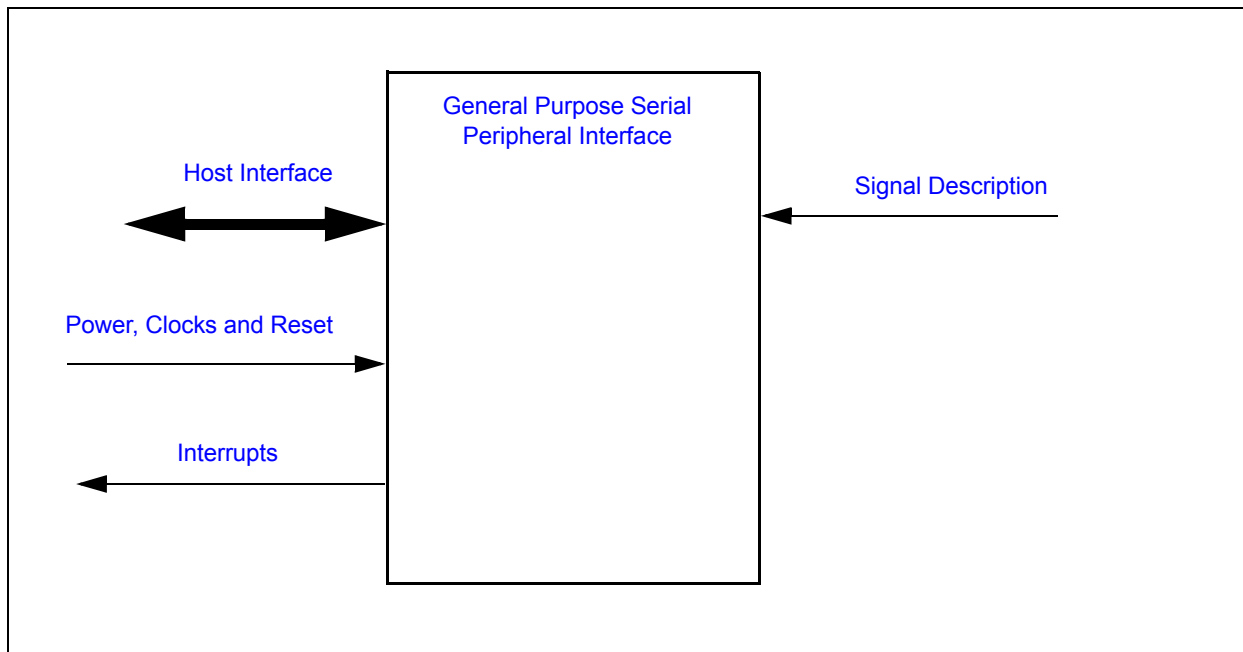 General Purpose Serial
Peripheral Interface
Host Interface
Signal Description
Power, Clocks and Reset
Interrupts